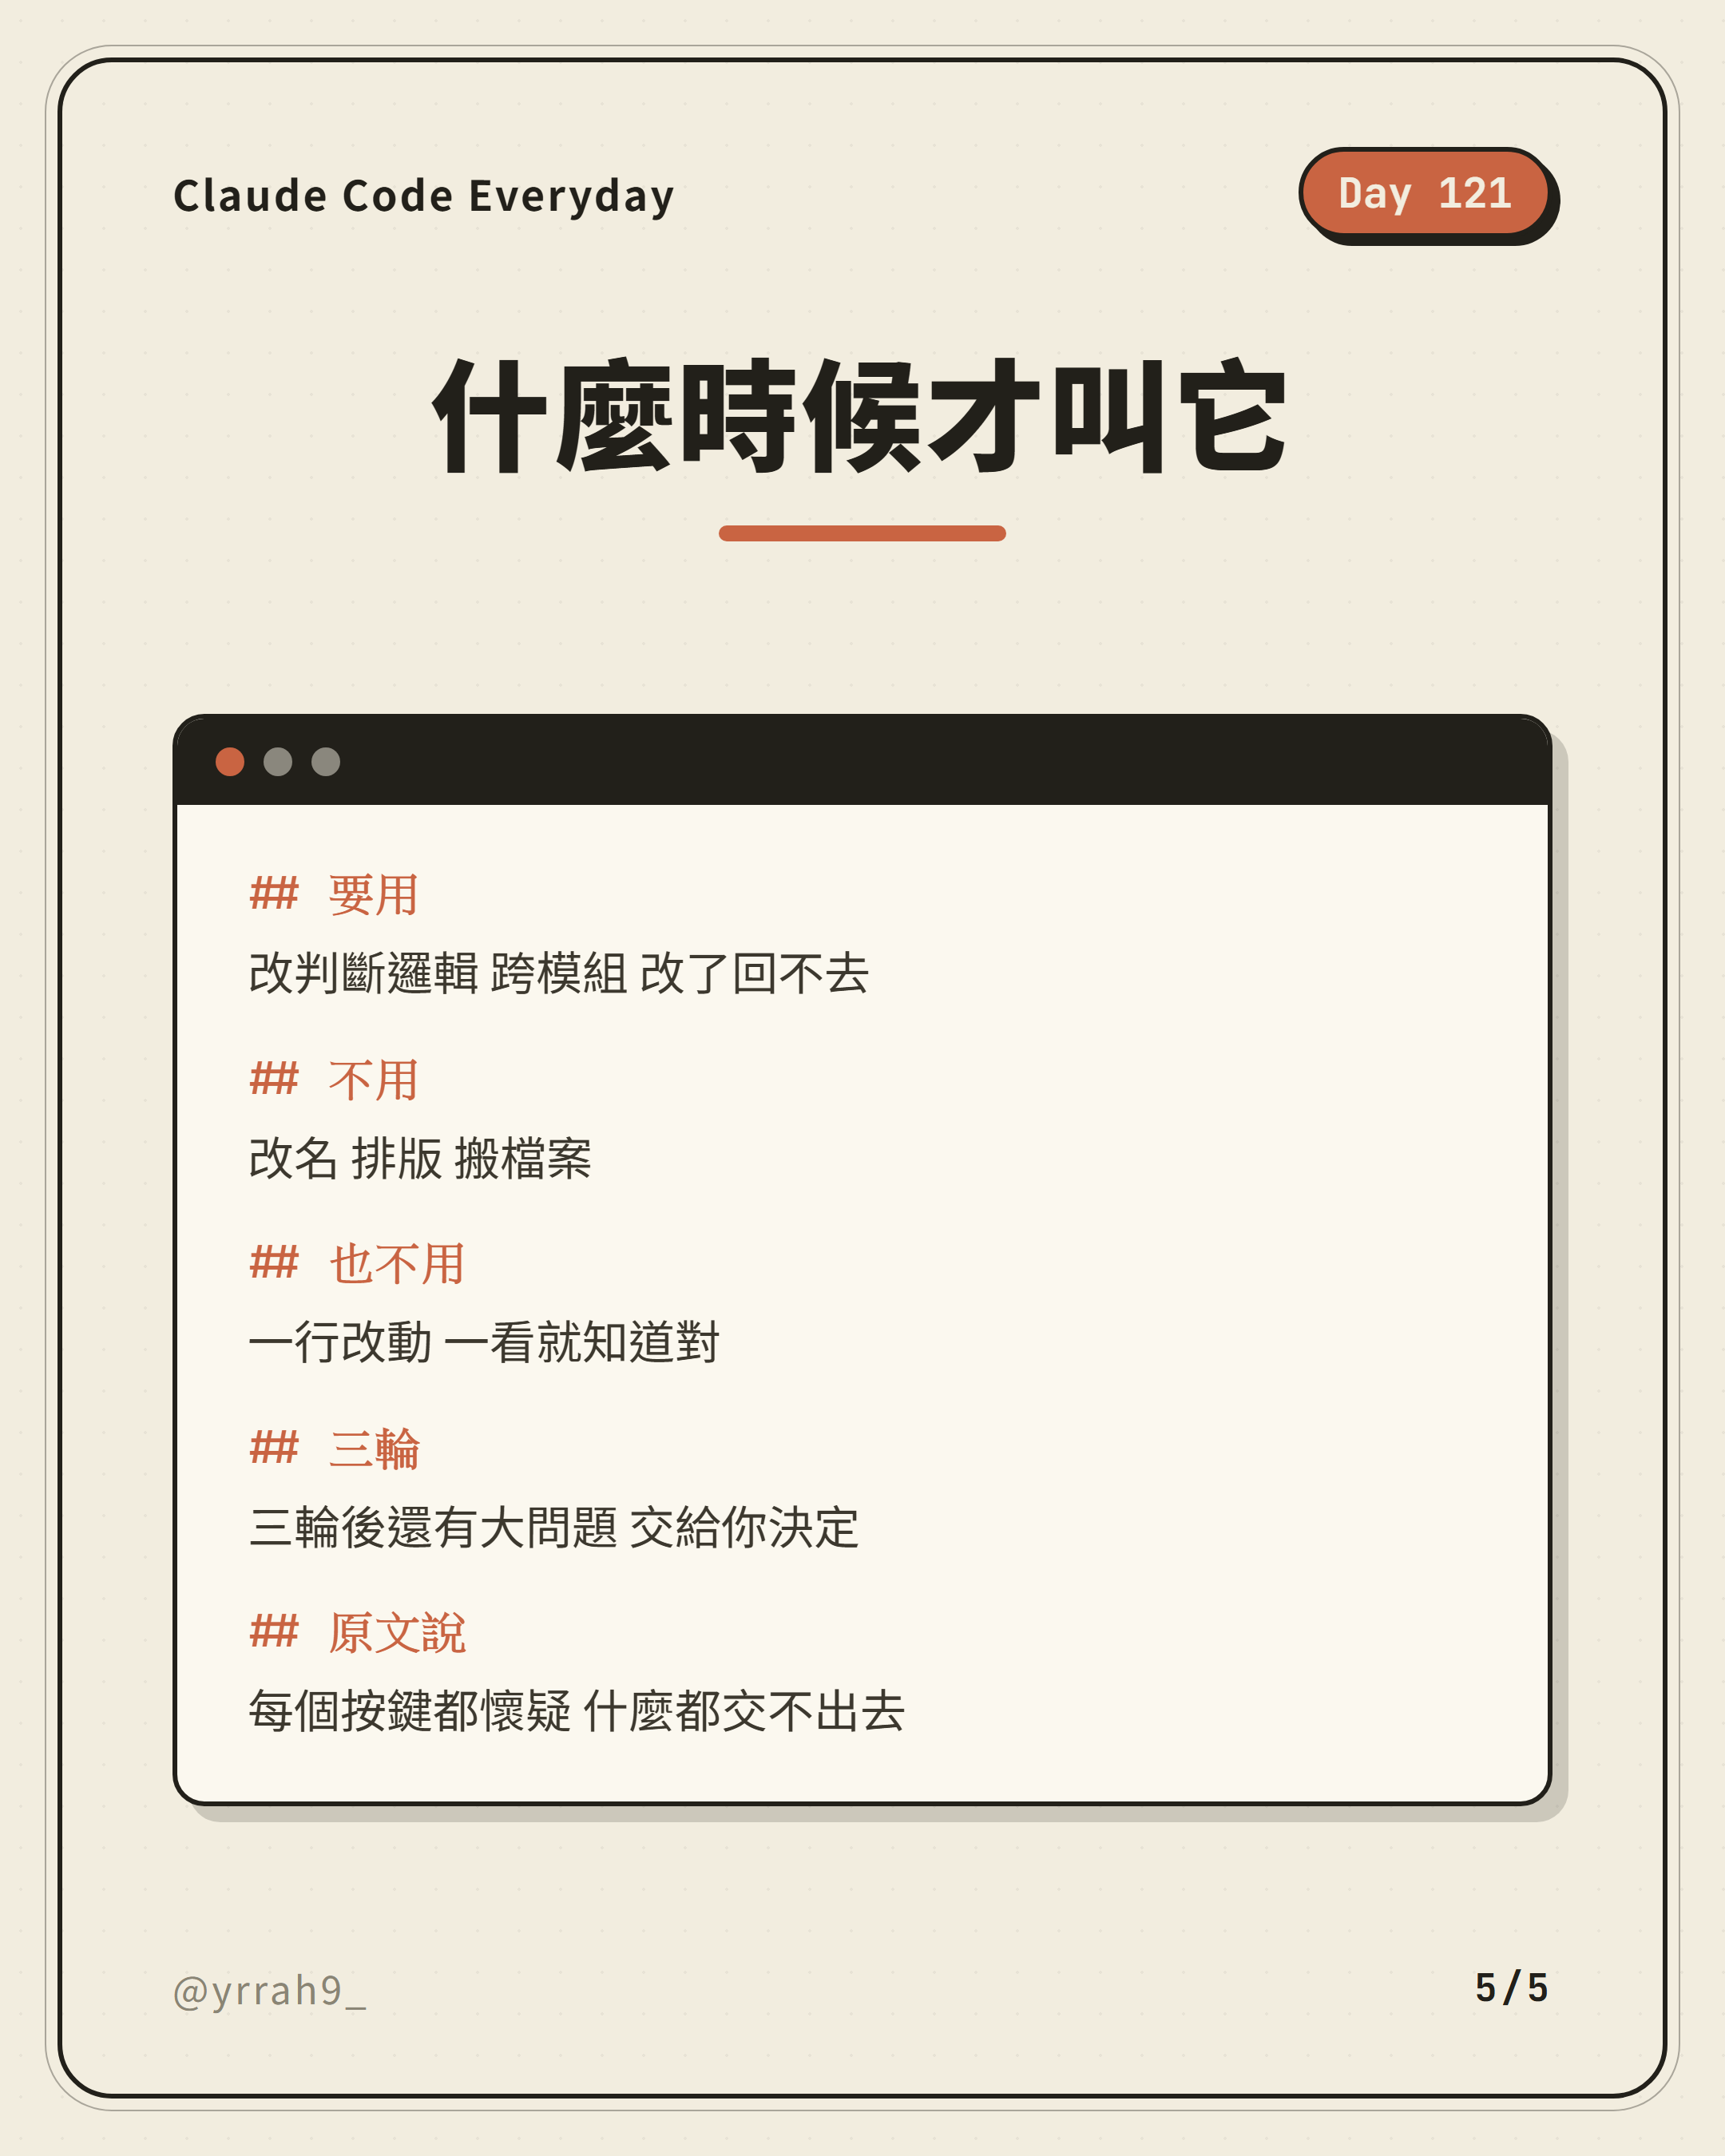 Claude Code Everyday
Day 121
什麼時候才叫它
## 要用
改判斷邏輯 跨模組 改了回不去
## 不用
改名 排版 搬檔案
## 也不用
一行改動 一看就知道對
## 三輪
三輪後還有大問題 交給你決定
## 原文說
每個按鍵都懷疑 什麼都交不出去
@yrrah9_
5/5